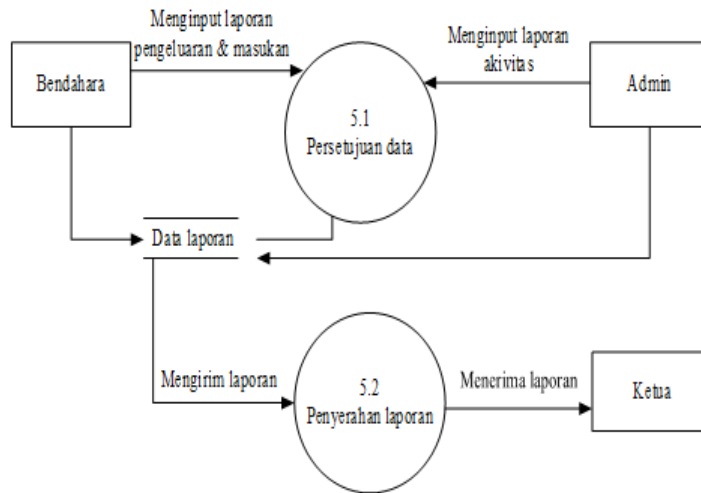 Menginput laporan
pengeluaran & masukan
Menginput laporan
akivitas
Bendahara
Admin
5.1
Persetujuan data
Data laporan
Mengirim laporan
5.2
Penyerahan laporan
Menerima laporan
Ketua